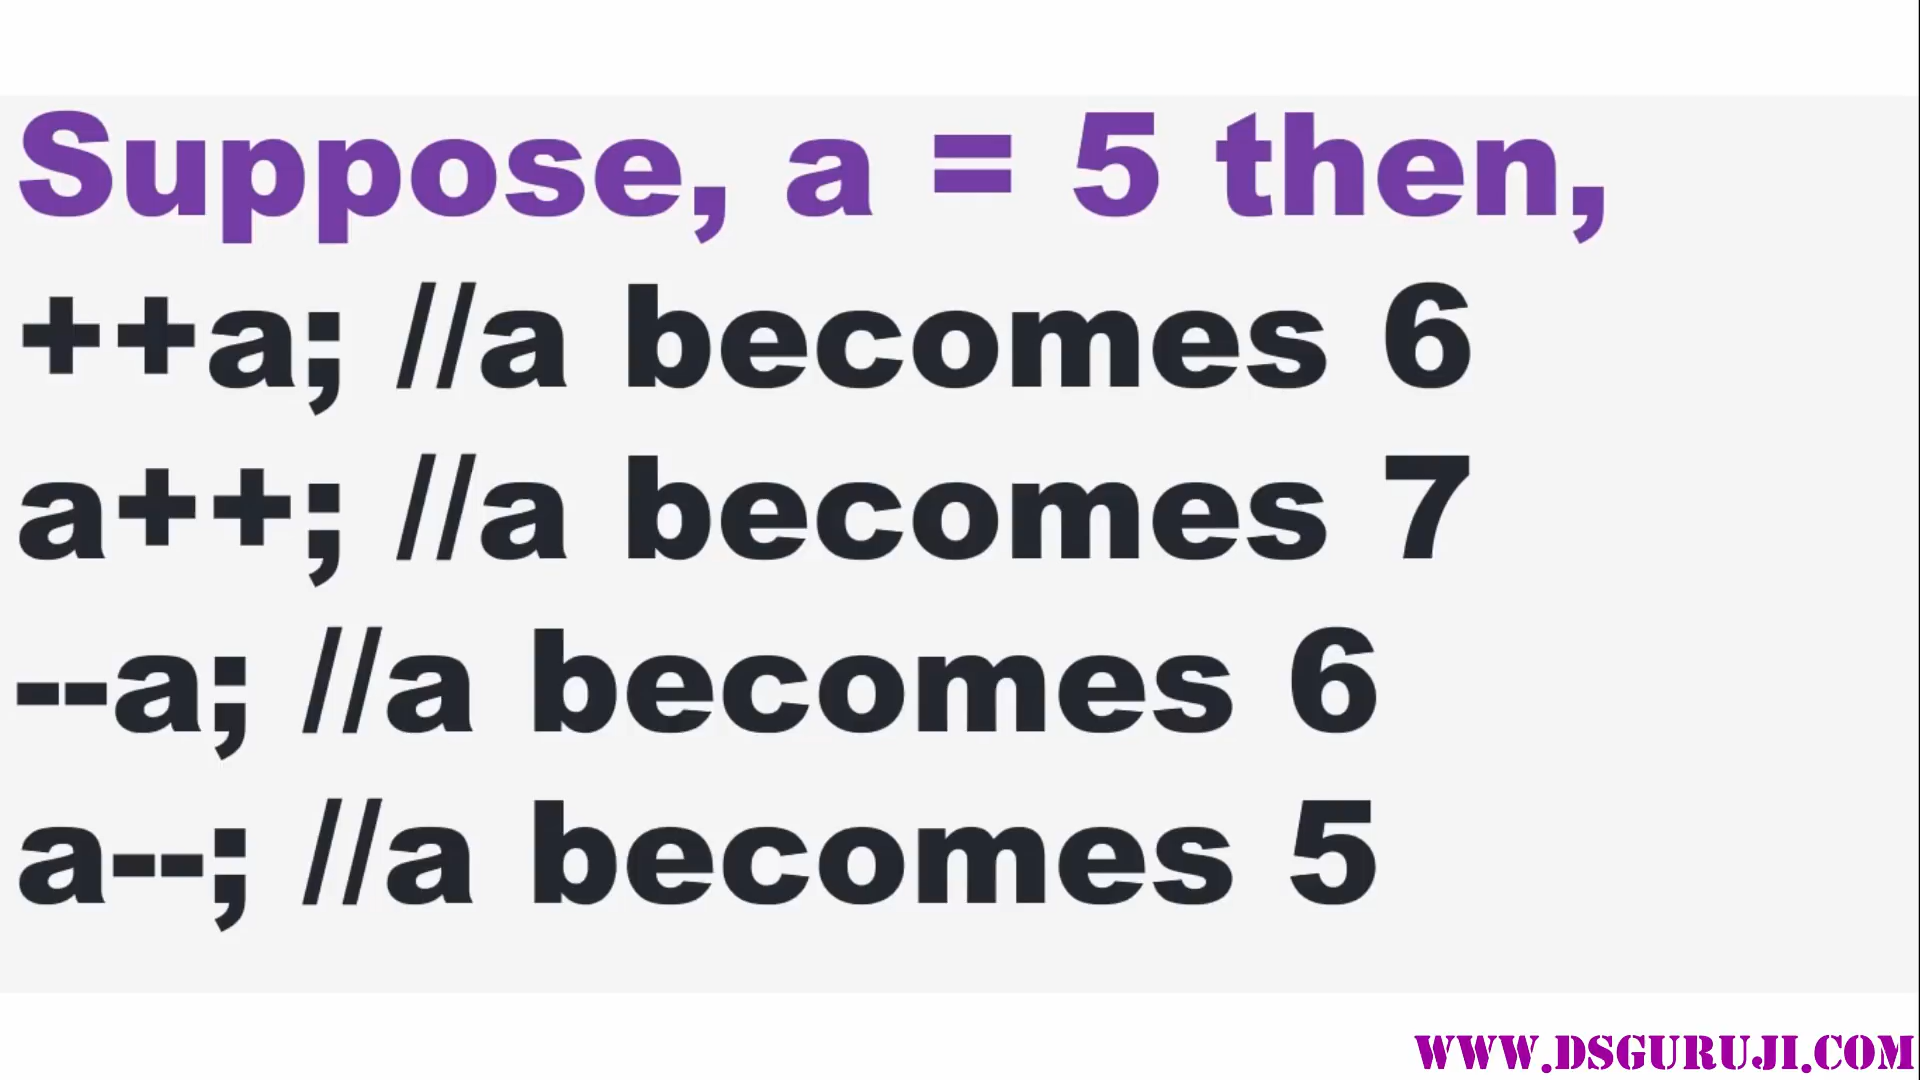 Suppose, a = 5 then,
++a; //a becomes 6
a++; //a becomes 7
--a; //a becomes 6
a--; //a becomes 5
WWW.DSGURUJI.COM